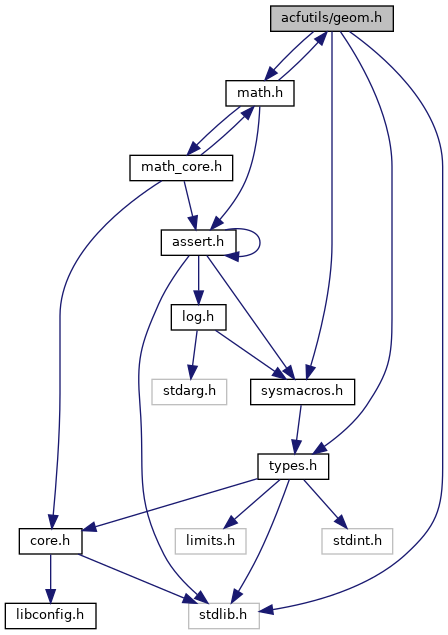 acfutils/geom.h
math.h
math_core.h
assert.h
log.h
stdarg.h
sysmacros.h
types.h
core.h
limits.h
stdint.h
libconfig.h
stdlib.h